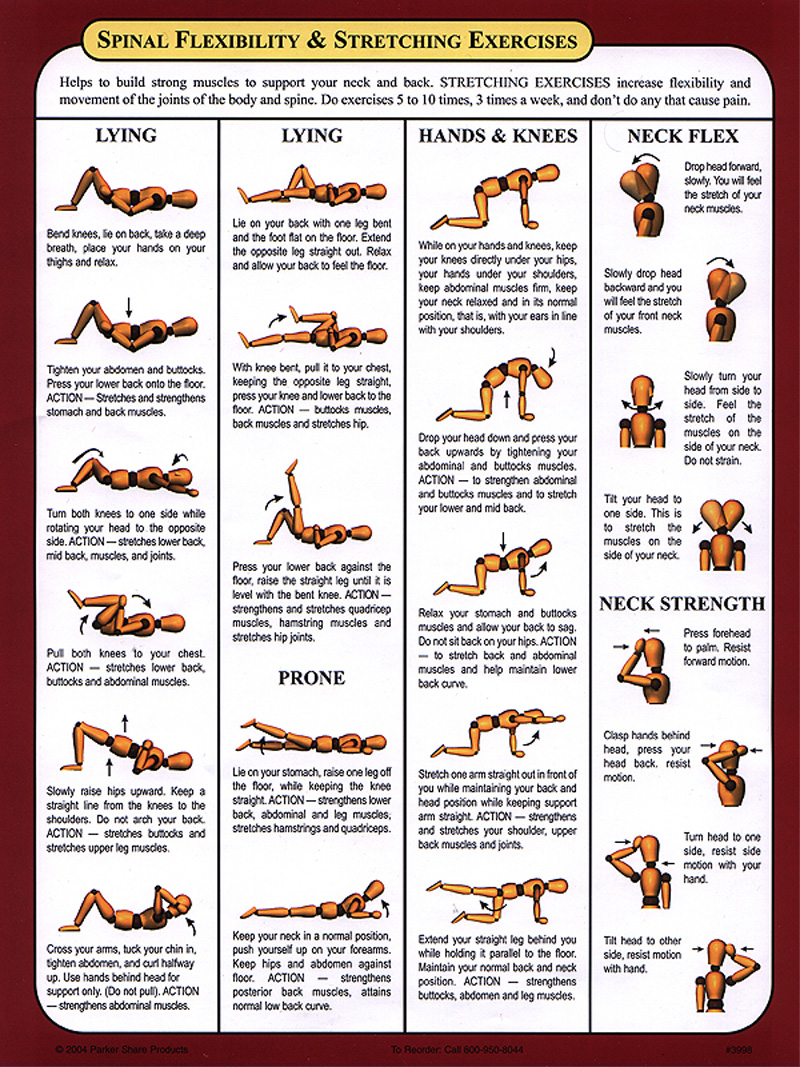 SPINAL FLEXIBILITY & STRETCHING EXERCISES
Helps to build strong muscles to support your neck and back. STRETCHING EXERCISES increase flexibility and
movement of the joints of the body and spine. Do exercises 5 to 10 times, 3 times a week, and don't do any that cause pain.
LYING
Bend knees, lie on back, take a deep
breath, place your hands on your
thighs and relax.
Tighten your abdomen and buttocks.
Press your lower back onto the floor.
ACTION — Stretches and strengthens
stomach and back muscles.
Turn both knees to one side while
rotating your head to the opposite
side. ACTION — stretches lower back,
mid back, muscles, and joints.
Pull both knees to your chest.
ACTION — stretches lower back,
buttocks and abdominal muscles.
Slowly raise hips upward. Keep a
straight line from the knees to the
shoulders. Do not arch your back.
ACTION — stretches buttocks and
stretches upper leg muscles.
Cross your arms, tuck your chin in,
tighten abdomen, and curl halfway
up. Use hands behind head for
support only. (Do not pull). ACTION
— strengthens abdominal muscles.
LYING
Lie on your back with one leg bent
and the foot flat on the floor. Extend
the opposite leg straight out. Relax
and allow your back to feel the floor.
With knee bent, pull it to your chest,
keeping the opposite leg straight,
press your knee and lower back to the
floor. ACTION — buttocks muscles,
back muscles and stretches hip.
Press your lower back against the
floor, raise the straight leg until it is
level with the bent knee. ACTION —
strengthens and stretches quadricep
muscles, hamstring muscles and
stretches hip joints.
PRONE
Lie on your stomach, raise one leg off
the floor, while keeping the knee
straight. ACTION — strengthens lower
back, abdominal and leg muscles,
stretches hamstrings and quadriceps.
Keep your neck in a normal position,
push yourself up on your forearms.
Keep hips and abdomen against
floor. ACTION — strengthens
posterior back muscles, attains
normal low back curve.
HANDS & KNEES
While on your hands and knees, keep
your knees directly under your hips,
your hands under your shoulders,
keep abdominal muscles firm, keep
your neck relaxed and in its normal
position, that is, with your ears in line
with your shoulders.
Drop your head down and press your
back upwards by tightening your
abdominal and buttocks muscles.
ACTION — to strengthen abdominal
and buttocks muscles and to stretch
your lower and mid back.
Relax your stomach and buttocks
muscles and allow your back to sag.
Do not sit back on your hips. ACTION
— to stretch back and abdominal
muscles and help maintain lower
back curve.
Stretch one arm straight out in front of
you while maintaining your back and
head position while keeping support
arm straight. ACTION — strengthens
and stretches your shoulder, upper
back muscles and joints.
Extend your straight leg behind you
while holding it parallel to the floor.
Maintain your normal back and neck
position. ACTION — strengthens
buttocks, abdomen and leg muscles.
NECK FLEX
Drop head forward,
slowly. You will feel
the stretch of your
neck muscles.
Slowly drop head
backward and you
will feel the stretch
of your front neck
muscles.
Slowly turn your
head from side to
side. Feel the
stretch of the
muscles on the
side of your neck.
Do not strain.
Tilt your head to
one side. This is
to stretch the
muscles on the
side of your neck.
NECK STRENGTH
Press forehead
to palm. Resist
forward motion.
Clasp hands behind
head, press your
head back. resist
motion.
Turn head to one
side, resist side
motion with your
hand.
Tilt head to other
side, resist motion
with hand.
© 2004 Parker Share Products
To Reorder: Call 800-950-8044
#3998